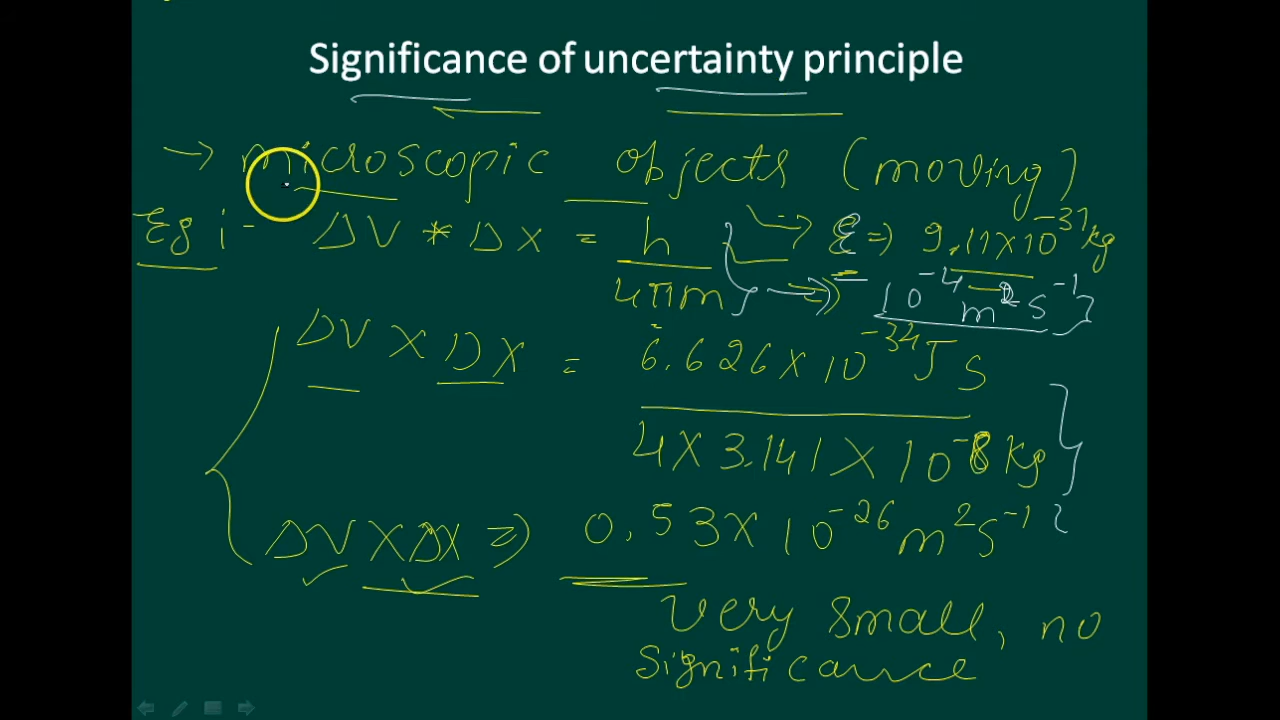 Significance of uncertainty principle
→ microscopic objects (moving)
Eg :- ΔV * ΔX = h / 4πm } → E ⇒ 9.11×10⁻³¹ kg
⇒ 10⁻⁴ m² s⁻¹ }
ΔV × ΔX = 6.626 × 10⁻³⁴ J S
4 × 3.141 × 10⁻⁸ kg
ΔV × ΔX ⇒ 0.53 × 10⁻²⁶ m² s⁻¹
very small, no
significance